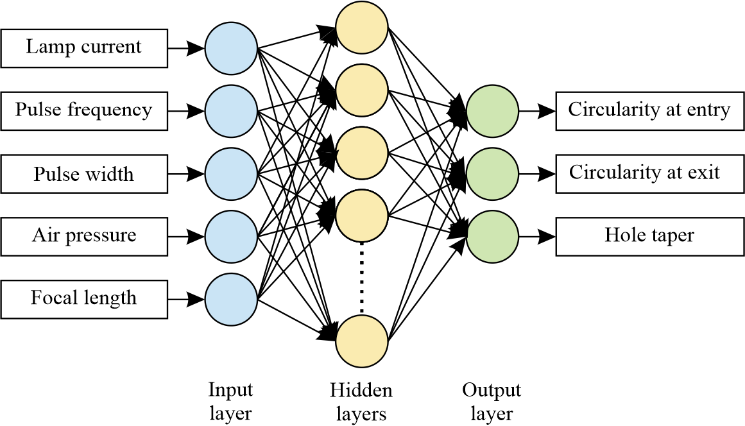 Lamp current
Pulse frequency
Pulse width
Air pressure
Focal length
Circularity at entry
Circularity at exit
Hole taper
Input
layer
Hidden
layers
Output
layer